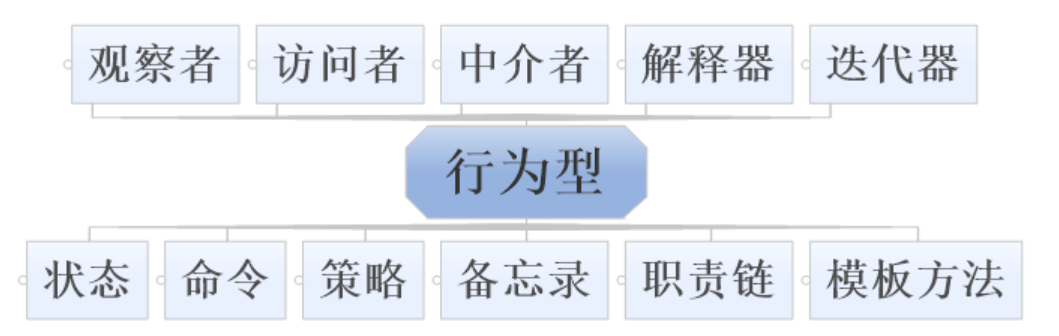 观察者 访问者 中介者 解释器 迭代器
行为型
状态 命令 策略 备忘录 职责链 模板方法